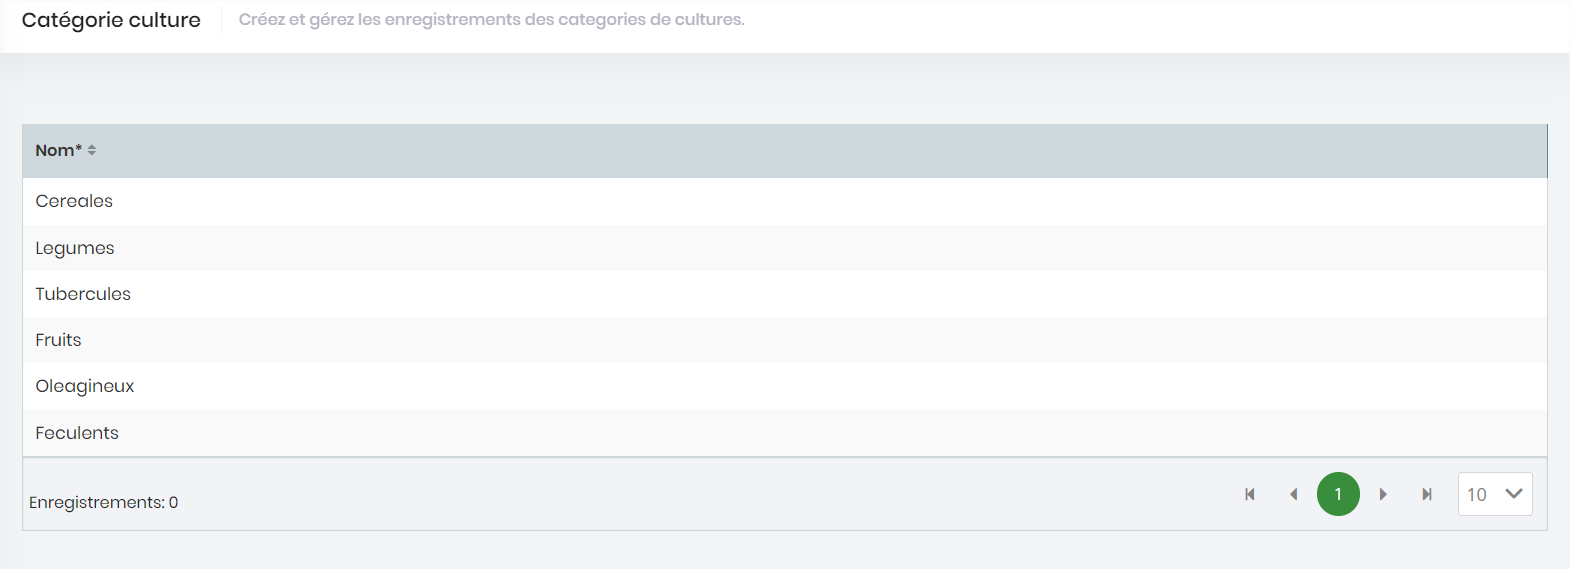 Catégorie culture
Créez et gérez les enregistrements des categories de cultures.
Nom*
Cereales
Legumes
Tubercules
Fruits
Oleagineux
Feculents
Enregistrements: 0
1
10